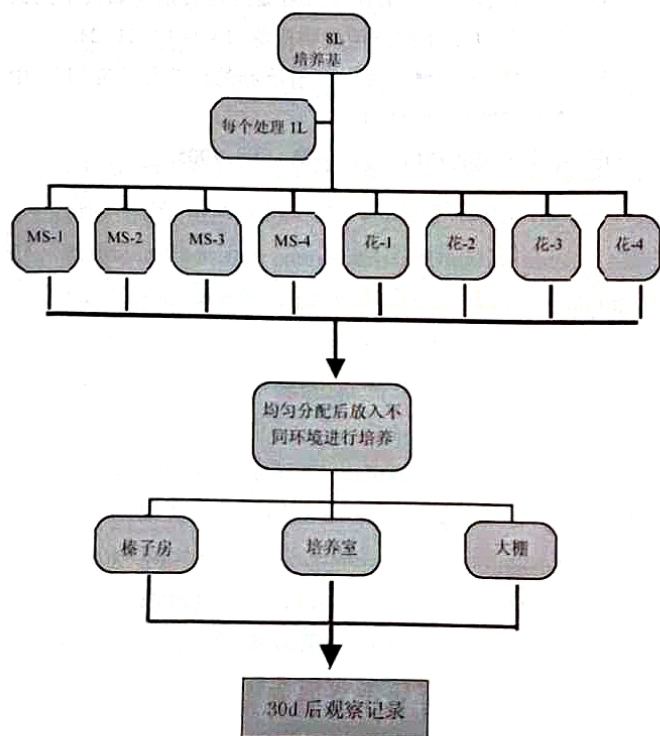 8L
培养基
每个处理 1L
MS-1
MS-2
MS-3
MS-4
花-1
花-2
花-3
花-4
均匀分配后放入不
同环境进行培养
榛子房
培养室
大棚
30d 后观察记录